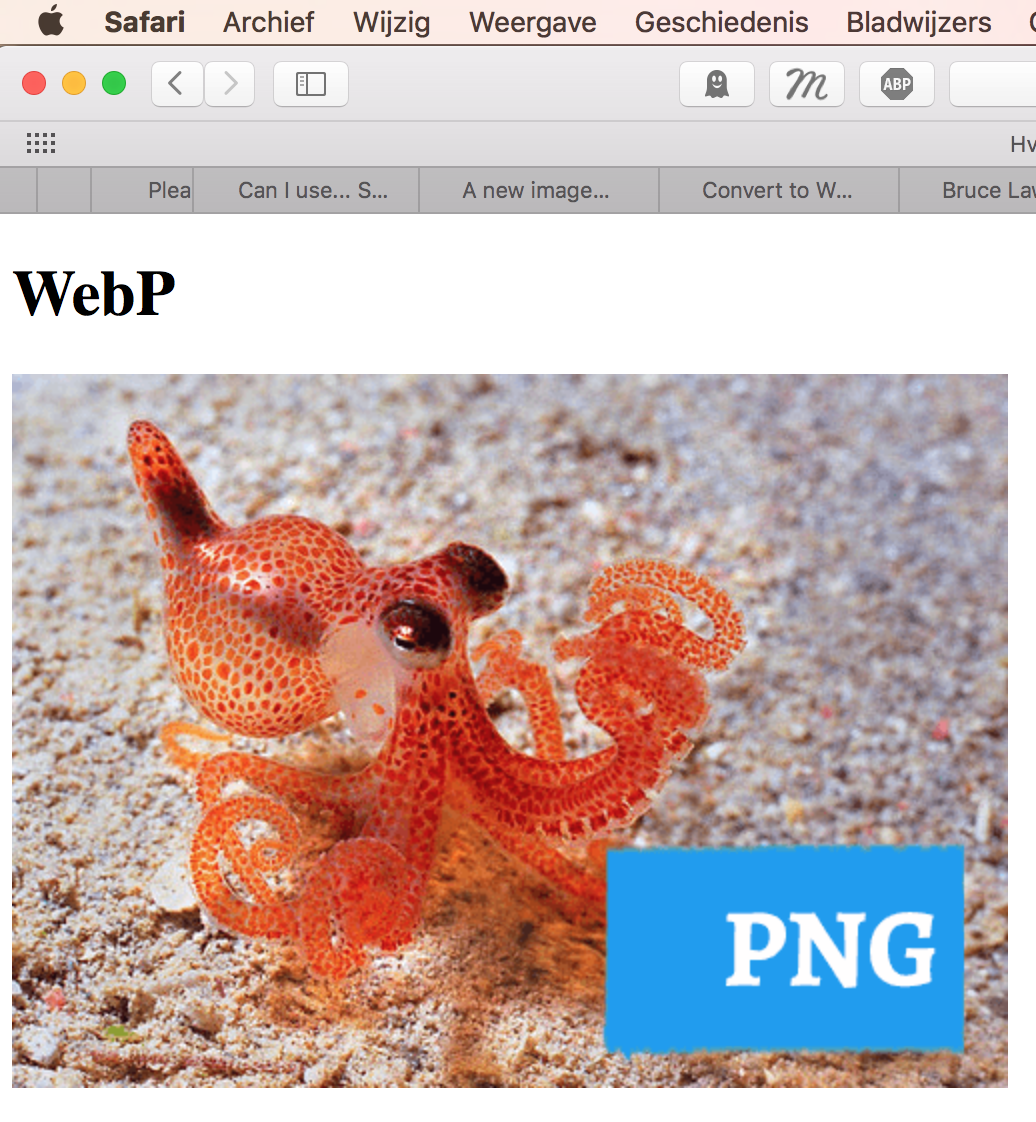 Safari Archief Wijzig Weergave Geschiedenis Bladwijzers
ABP
Hv
Plea Can I use... S... A new image... Convert to W... Bruce Law
WebP
PNG